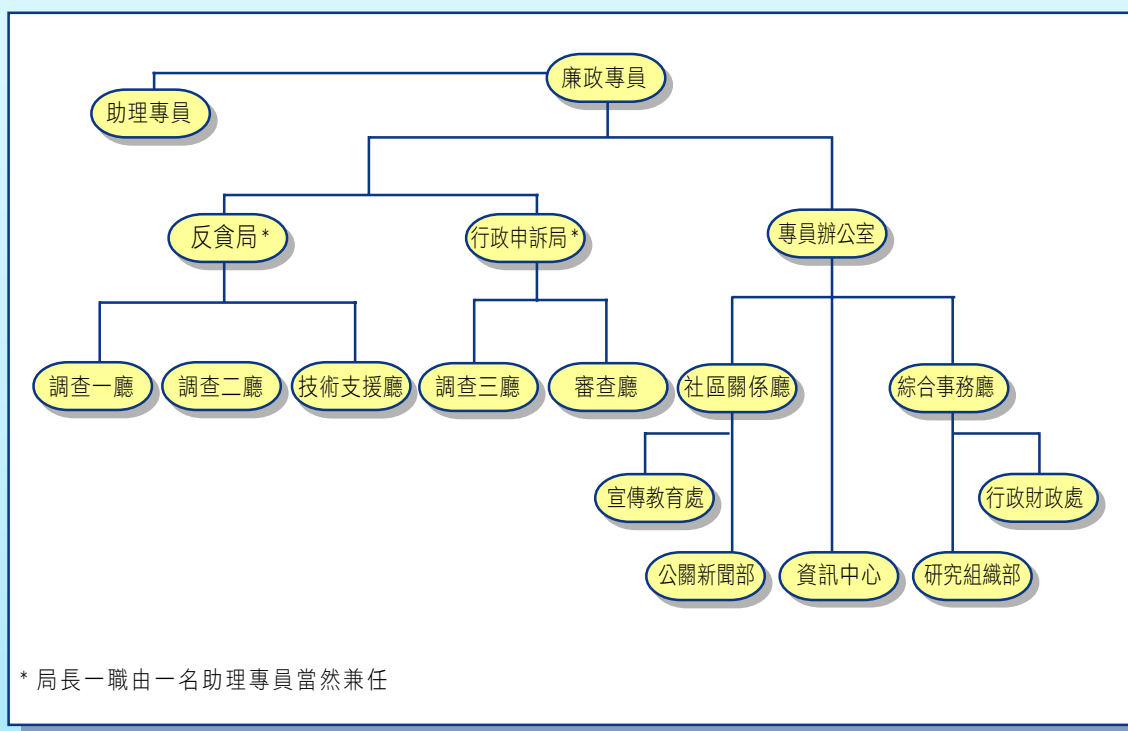 廉政專員
助理專員
反貪局*
行政申訴局*
專員辦公室
調查一廳
調查二廳
技術支援廳
調查三廳
審查廳
社區關係廳
綜合事務廳
宣傳教育處
行政財政處
公關新聞部
資訊中心
研究組織部
* 局長一職由一名助理專員當然兼任